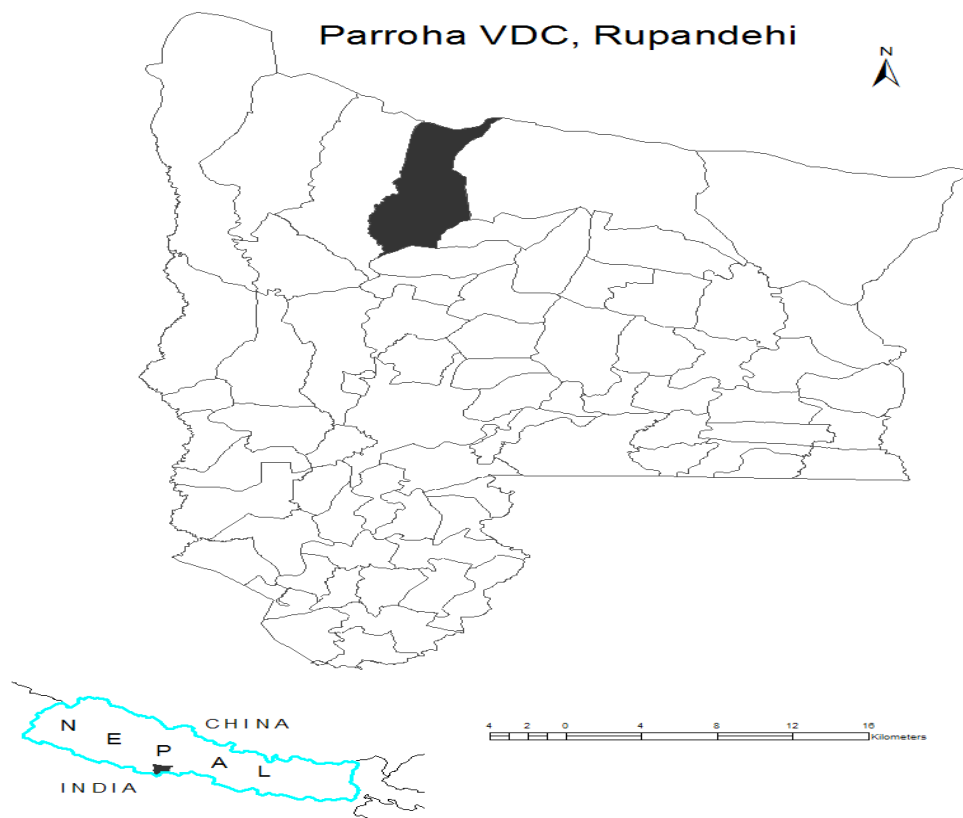 Parroha VDC, Rupandehi
N
CHINA
N E P A L
INDIA
4 2 0 4 8 12 16
Kilometers